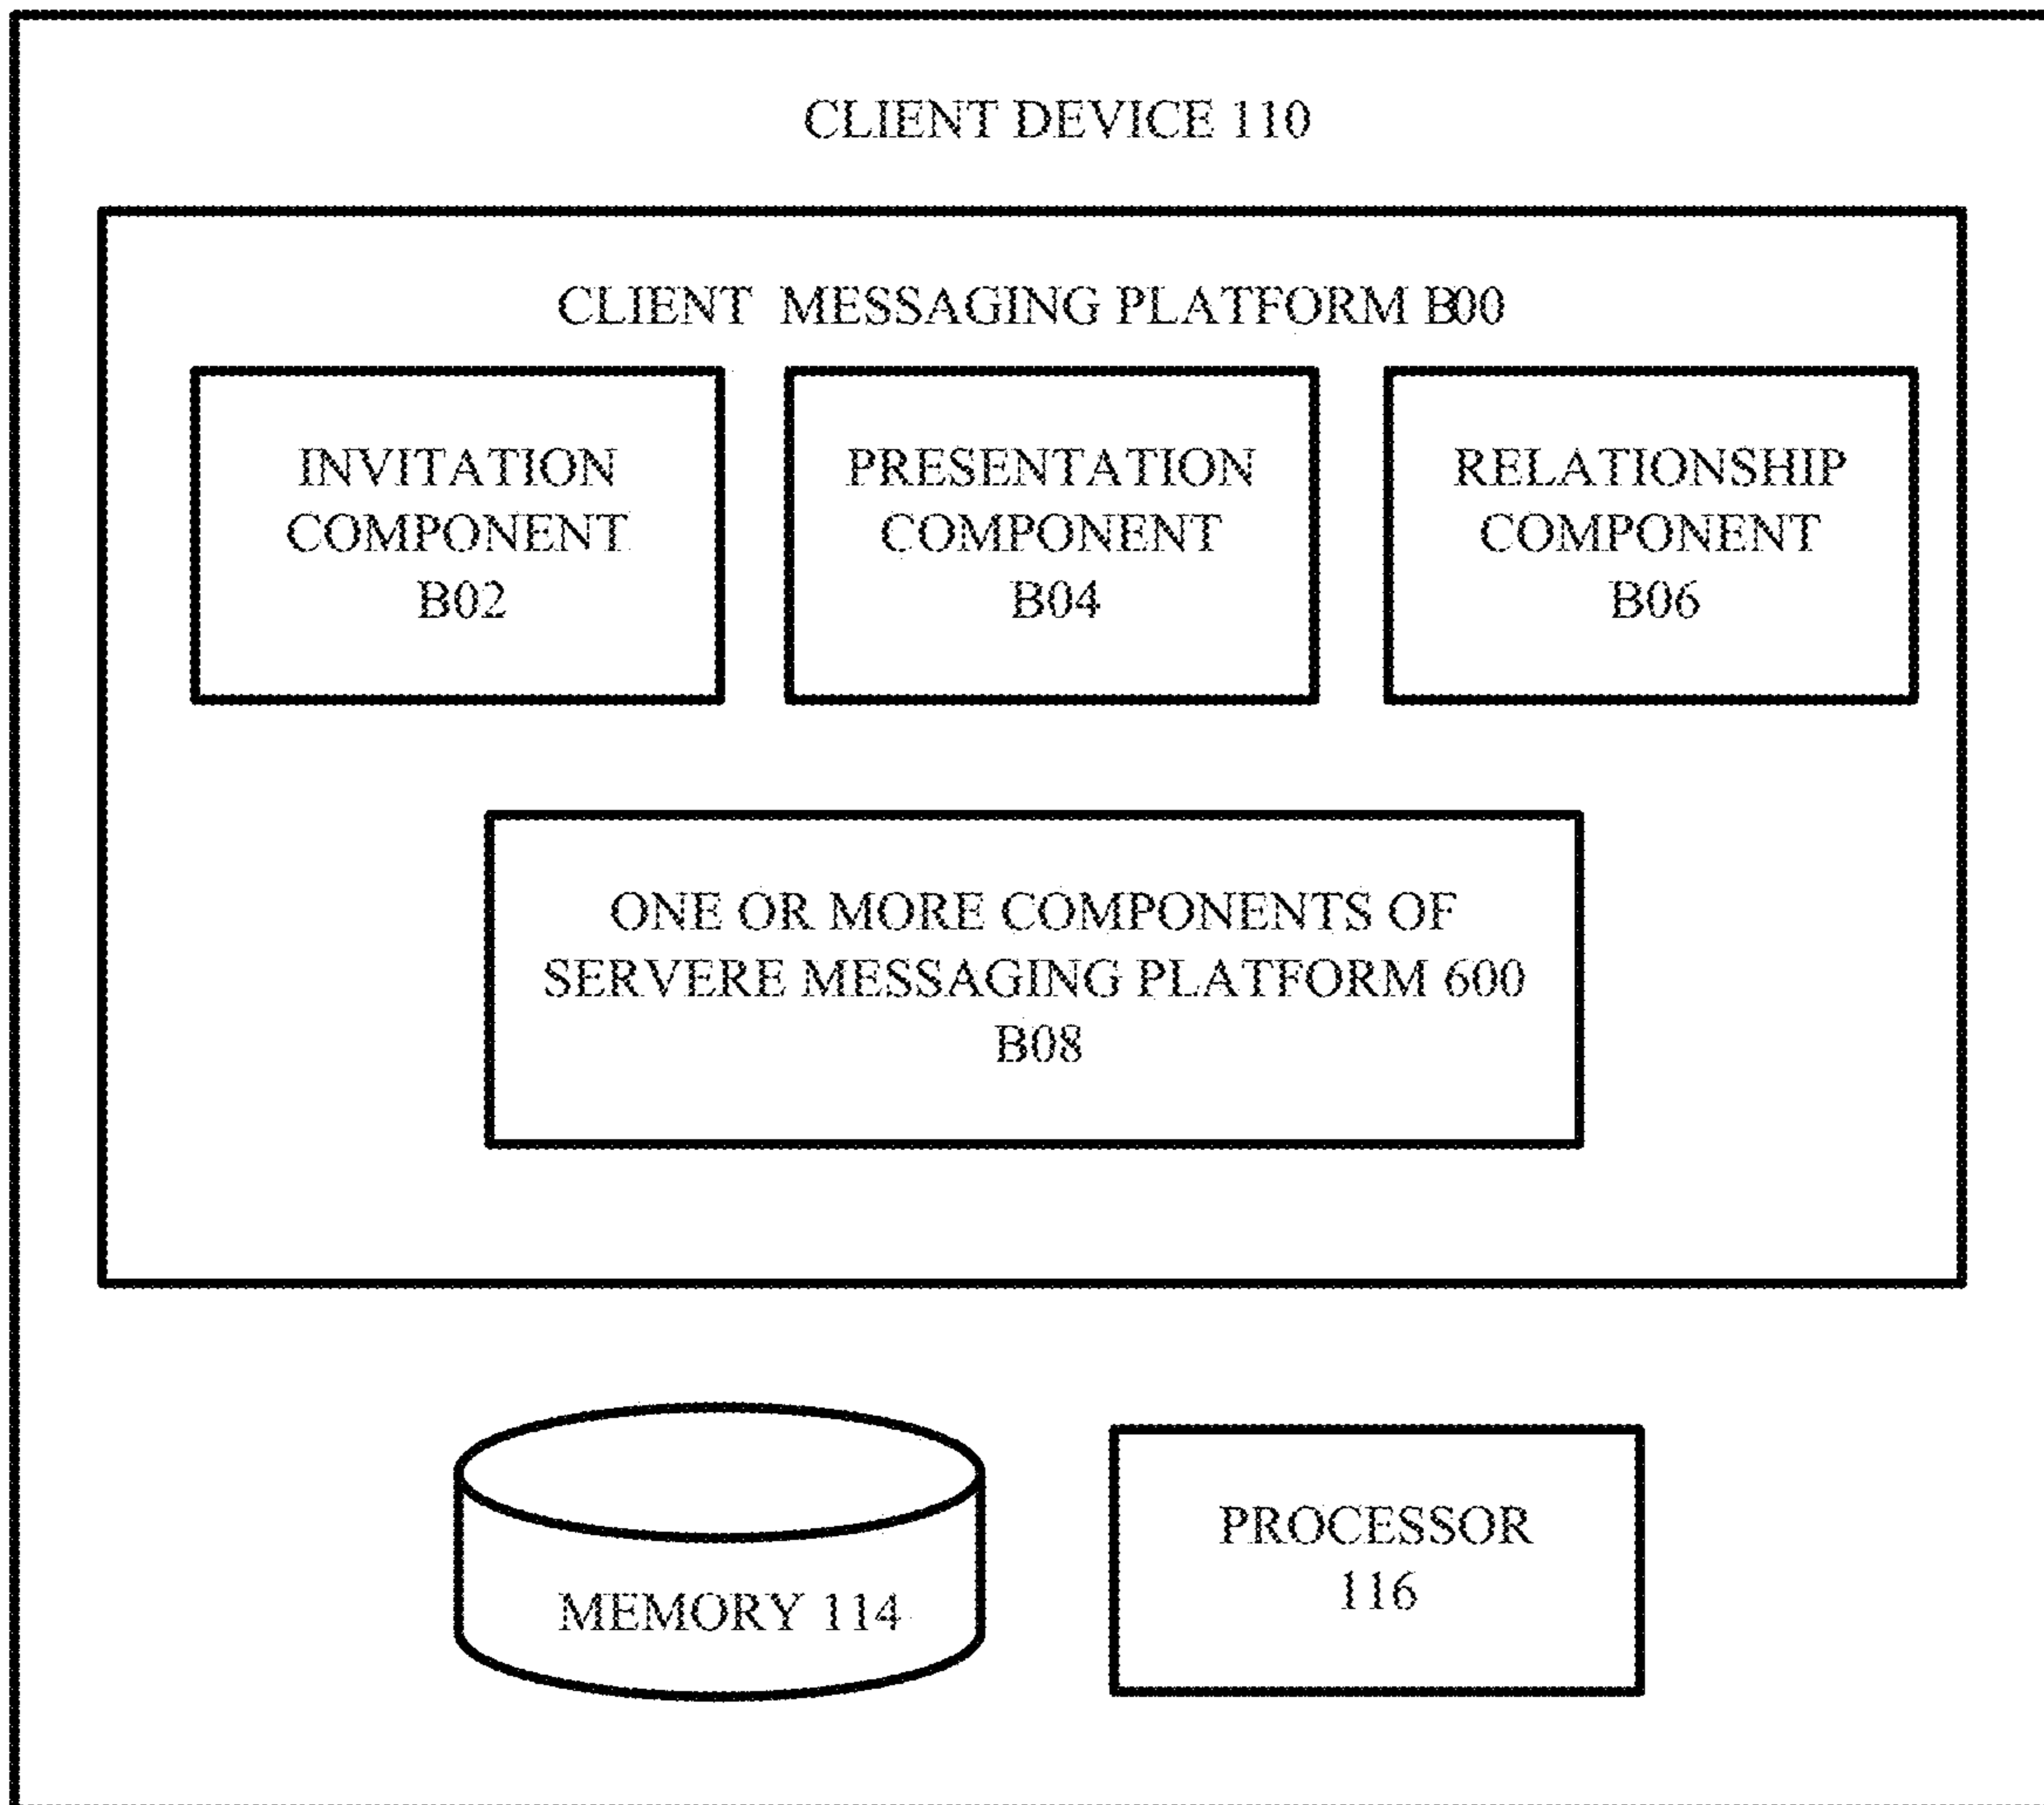 CLIENT DEVICE 110
CLIENT MESSAGING PLATFORM B00
INVITATION
COMPONENT
B02
PRESENTATION
COMPONENT
B04
RELATIONSHIP
COMPONENT
B06
ONE OR MORE COMPONENTS OF
SERVERE MESSAGING PLATFORM 600
B08
MEMORY 114
PROCESSOR
116